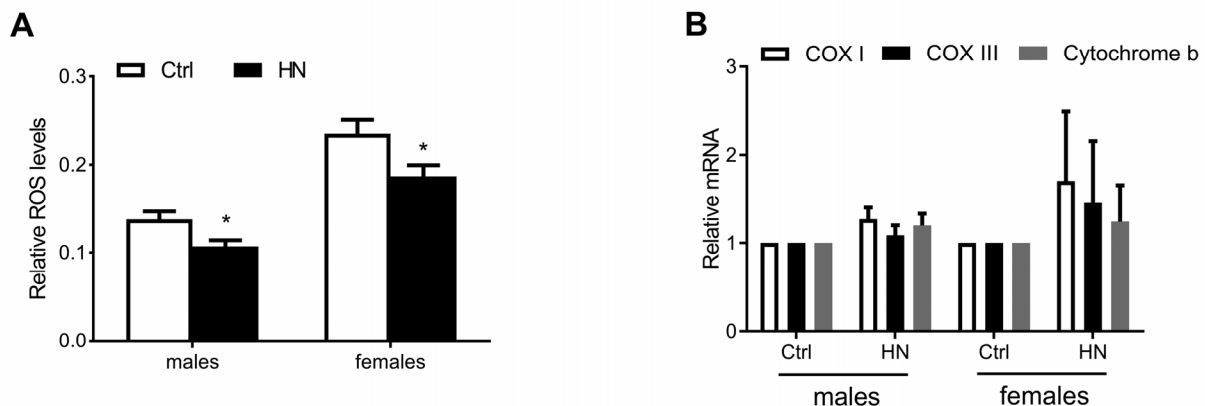 A
Ctrl HN
Relative ROS levels
0.3
0.2
0.1
0.0
*
*
males females
B
COX I COX III Cytochrome b
Relative mRNA
3
2
1
0
Ctrl HN Ctrl HN
males females